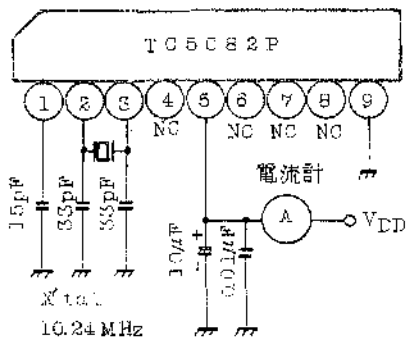 TC5082P
1 2 3 4 5 6 7 8 9
NC NC NC NC
電流計
15pF 33pF 33pF
A
VDD
10μF 0.01μF
X'tal
10.24MHz